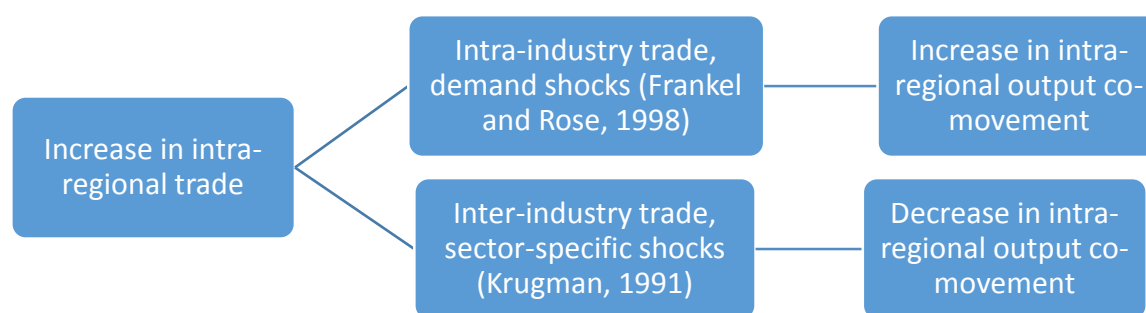 Increase in intra-
regional trade
Intra-industry trade,
demand shocks (Frankel
and Rose, 1998)
Increase in intra-
regional output co-
movement
Inter-industry trade,
sector-specific shocks
(Krugman, 1991)
Decrease in intra-
regional output co-
movement